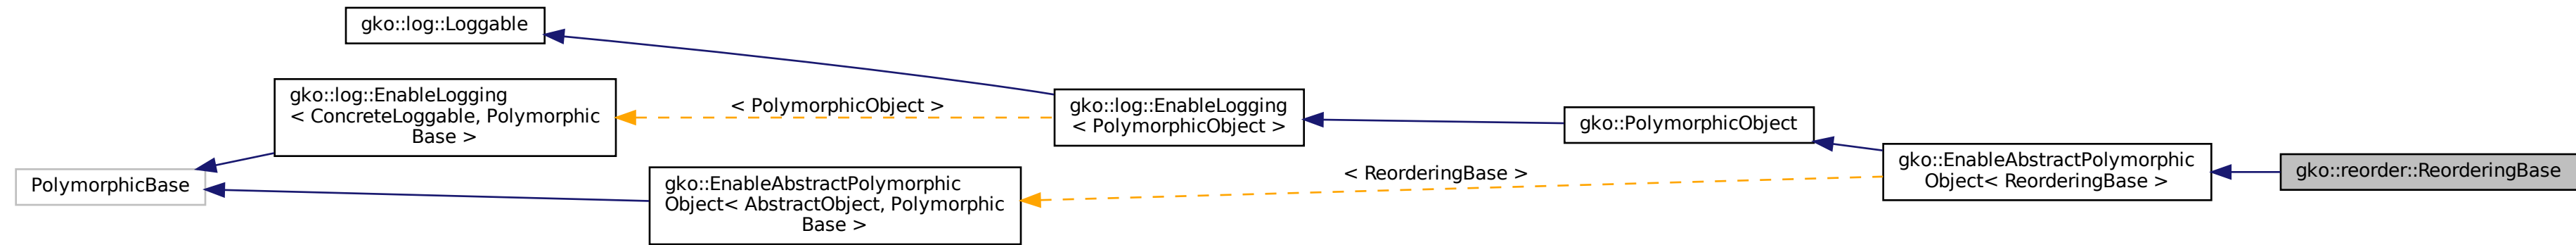 gko::log::Loggable
gko::log::EnableLogging
< ConcreteLoggable, Polymorphic
Base >
< PolymorphicObject >
gko::log::EnableLogging
< PolymorphicObject >
gko::PolymorphicObject
gko::EnableAbstractPolymorphic
Object< ReorderingBase >
gko::reorder::ReorderingBase
PolymorphicBase
gko::EnableAbstractPolymorphic
Object< AbstractObject, Polymorphic
Base >
< ReorderingBase >